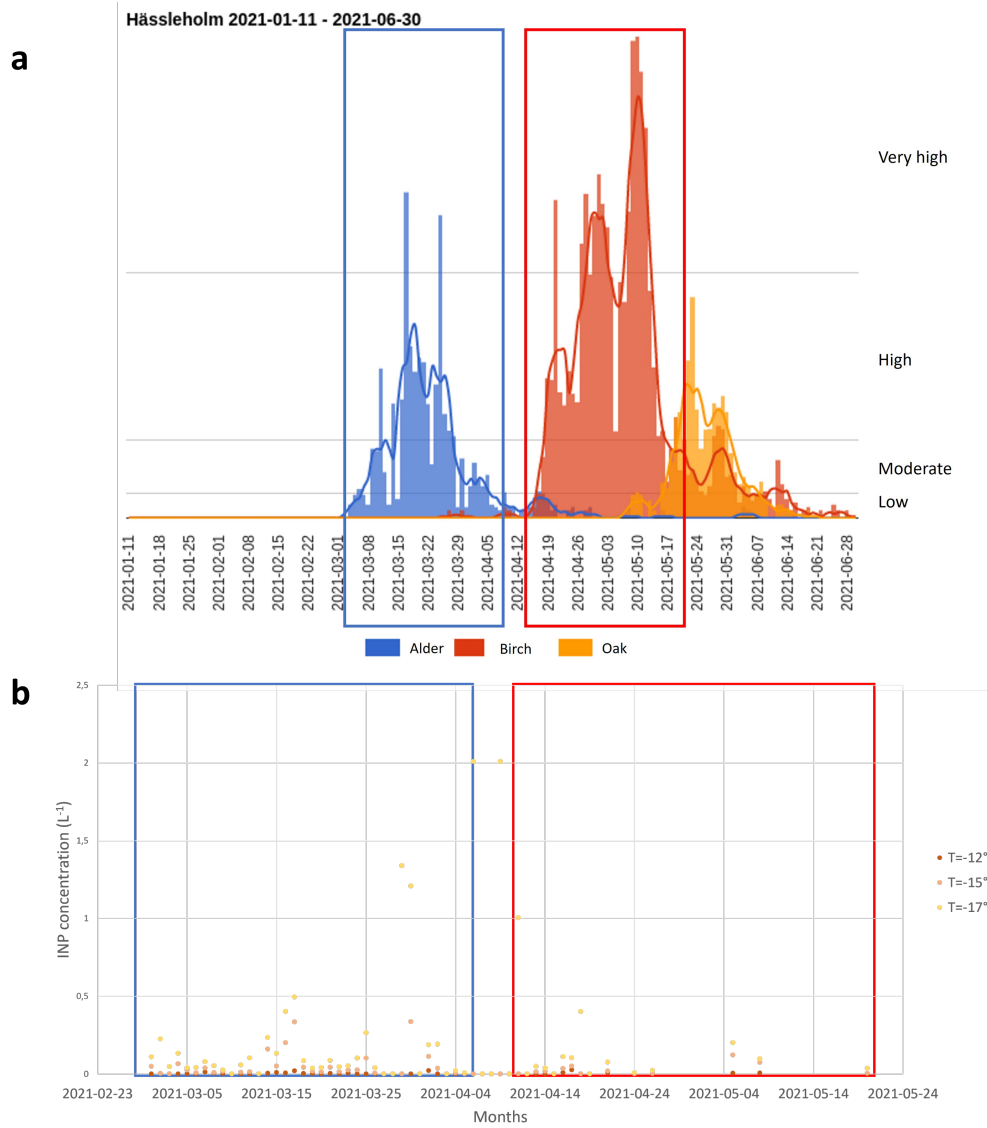 Hässleholm 2021-01-11 - 2021-06-30
a
Very high
High
Moderate
Low
2021-01-11
2021-01-18
2021-01-25
2021-02-01
2021-02-08
2021-02-15
2021-02-22
2021-03-01
2021-03-08
2021-03-15
2021-03-22
2021-03-29
2021-04-05
2021-04-12
2021-04-19
2021-04-26
2021-05-03
2021-05-10
2021-05-17
2021-05-24
2021-05-31
2021-06-07
2021-06-14
2021-06-21
2021-06-28
Alder Birch Oak
b
2,5
2
1,5
1
0,5
0
INP concentration (L-1)
T=-12°
T=-15°
T=-17°
2021-02-23 2021-03-05 2021-03-15 2021-03-25 2021-04-04 2021-04-14 2021-04-24 2021-05-04 2021-05-14 2021-05-24
Months